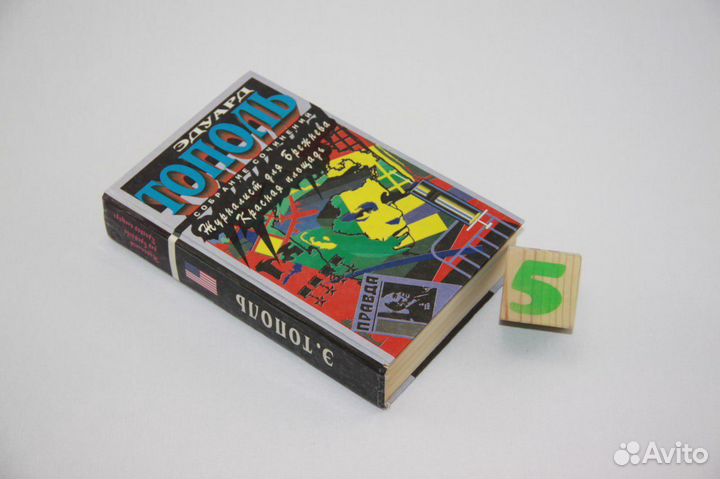 ЭДУАРД
ТОПОЛЬ
СОБРАНИЕ СОЧИНЕНИЙ
Журналист для Брежнева
Красная площадь
ПРАВДА
Э. ТОПОЛЬ
5
Avito